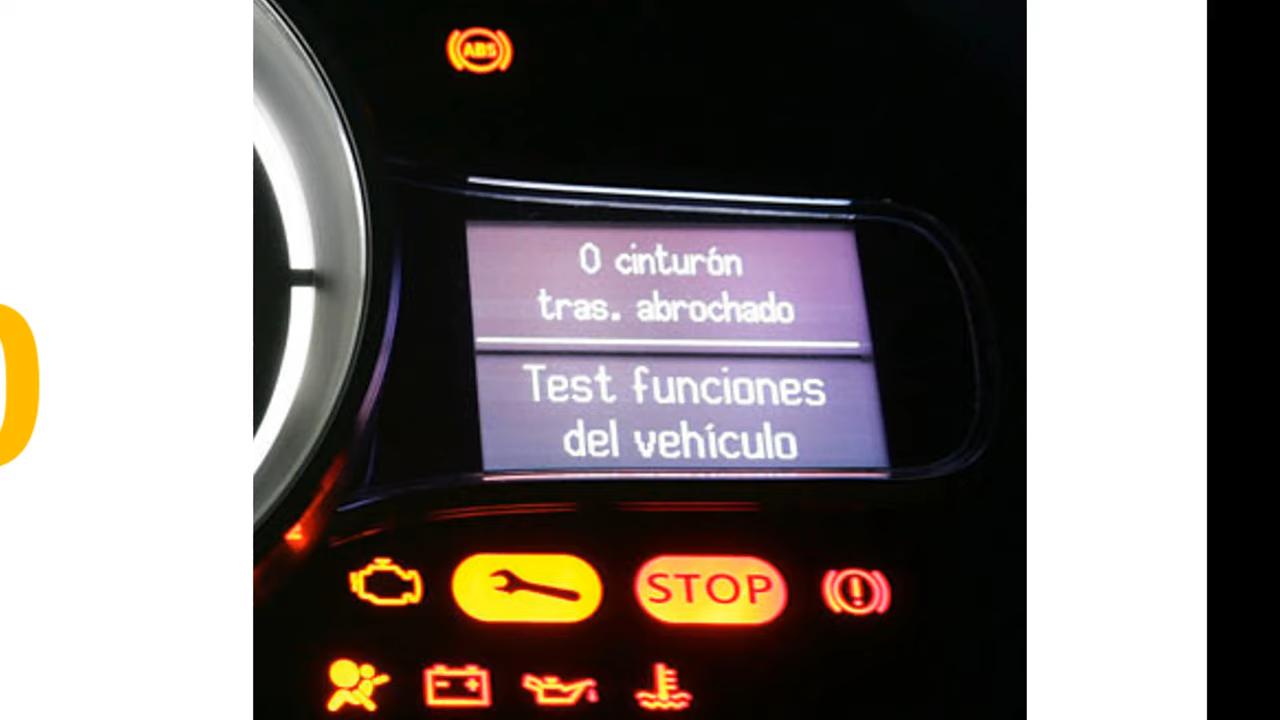 ABS
0 cinturón
tras. abrochado
Test funciones
del vehículo
STOP